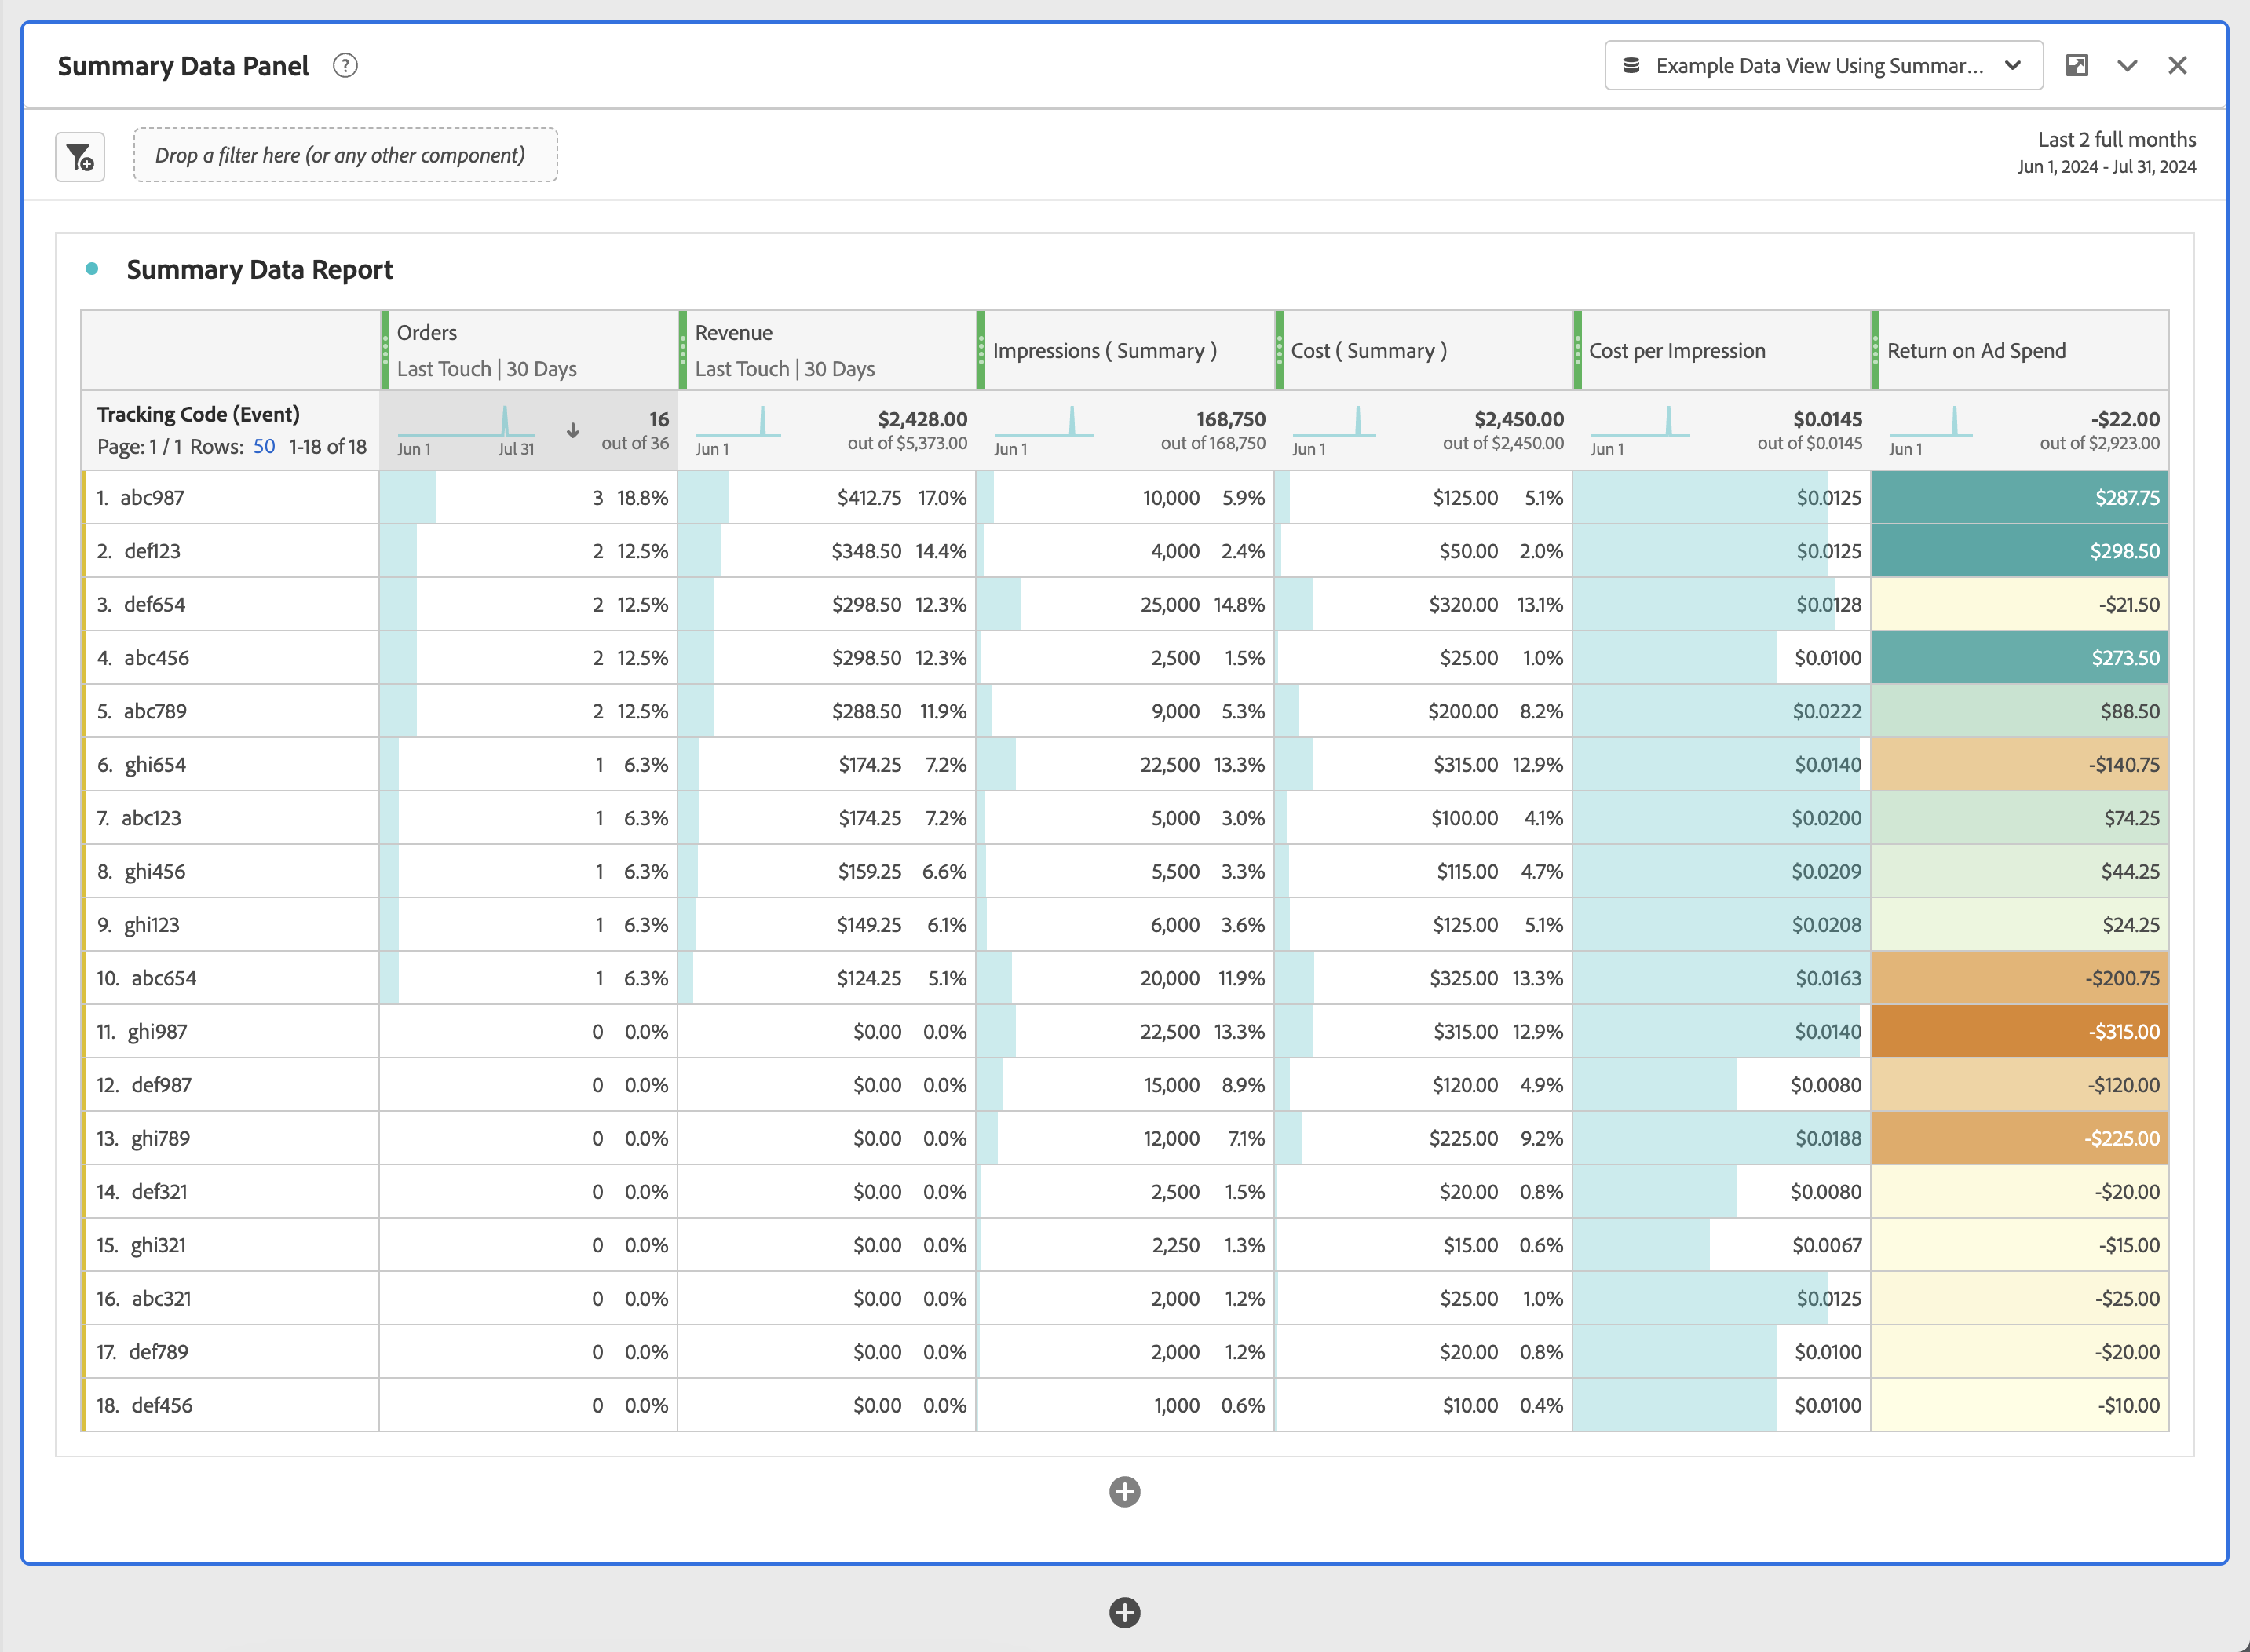 Summary Data Panel ?
Example Data View Using Summar...
Drop a filter here (or any other component)
Last 2 full months
Jun 1, 2024 - Jul 31, 2024
Summary Data Report
Orders
Last Touch | 30 Days
Revenue
Last Touch | 30 Days
Impressions ( Summary )
Cost ( Summary )
Cost per Impression
Return on Ad Spend
Tracking Code (Event)
Page: 1 / 1 Rows: 50 1-18 of 18
Jun 1 Jul 31
16
out of 36
Jun 1
$2,428.00
out of $5,373.00
Jun 1
168,750
out of 168,750
Jun 1
$2,450.00
out of $2,450.00
Jun 1
$0.0145
out of $0.0145
Jun 1
-$22.00
out of $2,923.00
1. abc987 3 18.8% $412.75 17.0% 10,000 5.9% $125.00 5.1% $0.0125 $287.75
2. def123 2 12.5% $348.50 14.4% 4,000 2.4% $50.00 2.0% $0.0125 $298.50
3. def654 2 12.5% $298.50 12.3% 25,000 14.8% $320.00 13.1% $0.0128 -$21.50
4. abc456 2 12.5% $298.50 12.3% 2,500 1.5% $25.00 1.0% $0.0100 $273.50
5. abc789 2 12.5% $288.50 11.9% 9,000 5.3% $200.00 8.2% $0.0222 $88.50
6. ghi654 1 6.3% $174.25 7.2% 22,500 13.3% $315.00 12.9% $0.0140 -$140.75
7. abc123 1 6.3% $174.25 7.2% 5,000 3.0% $100.00 4.1% $0.0200 $74.25
8. ghi456 1 6.3% $159.25 6.6% 5,500 3.3% $115.00 4.7% $0.0209 $44.25
9. ghi123 1 6.3% $149.25 6.1% 6,000 3.6% $125.00 5.1% $0.0208 $24.25
10. abc654 1 6.3% $124.25 5.1% 20,000 11.9% $325.00 13.3% $0.0163 -$200.75
11. ghi987 0 0.0% $0.00 0.0% 22,500 13.3% $315.00 12.9% $0.0140 -$315.00
12. def987 0 0.0% $0.00 0.0% 15,000 8.9% $120.00 4.9% $0.0080 -$120.00
13. ghi789 0 0.0% $0.00 0.0% 12,000 7.1% $225.00 9.2% $0.0188 -$225.00
14. def321 0 0.0% $0.00 0.0% 2,500 1.5% $20.00 0.8% $0.0080 -$20.00
15. ghi321 0 0.0% $0.00 0.0% 2,250 1.3% $15.00 0.6% $0.0067 -$15.00
16. abc321 0 0.0% $0.00 0.0% 2,000 1.2% $25.00 1.0% $0.0125 -$25.00
17. def789 0 0.0% $0.00 0.0% 2,000 1.2% $20.00 0.8% $0.0100 -$20.00
18. def456 0 0.0% $0.00 0.0% 1,000 0.6% $10.00 0.4% $0.0100 -$10.00